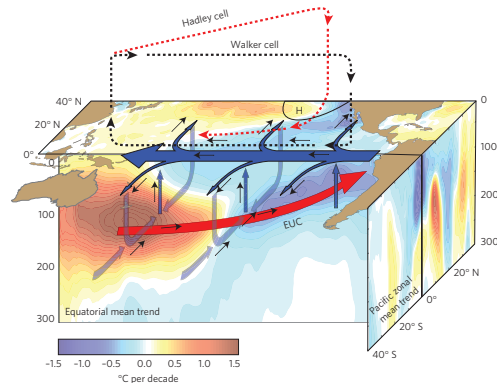 Hadley cell
Walker cell
H
40° N
20° N
0°
0
100
200
300
0
100
200
300
EUC
Equatorial mean trend
Pacific zonal
mean trend
20° N
0°
20° S
40° S
-1.5 -1.0 -0.5 0.0 0.5 1.0 1.5
°C per decade